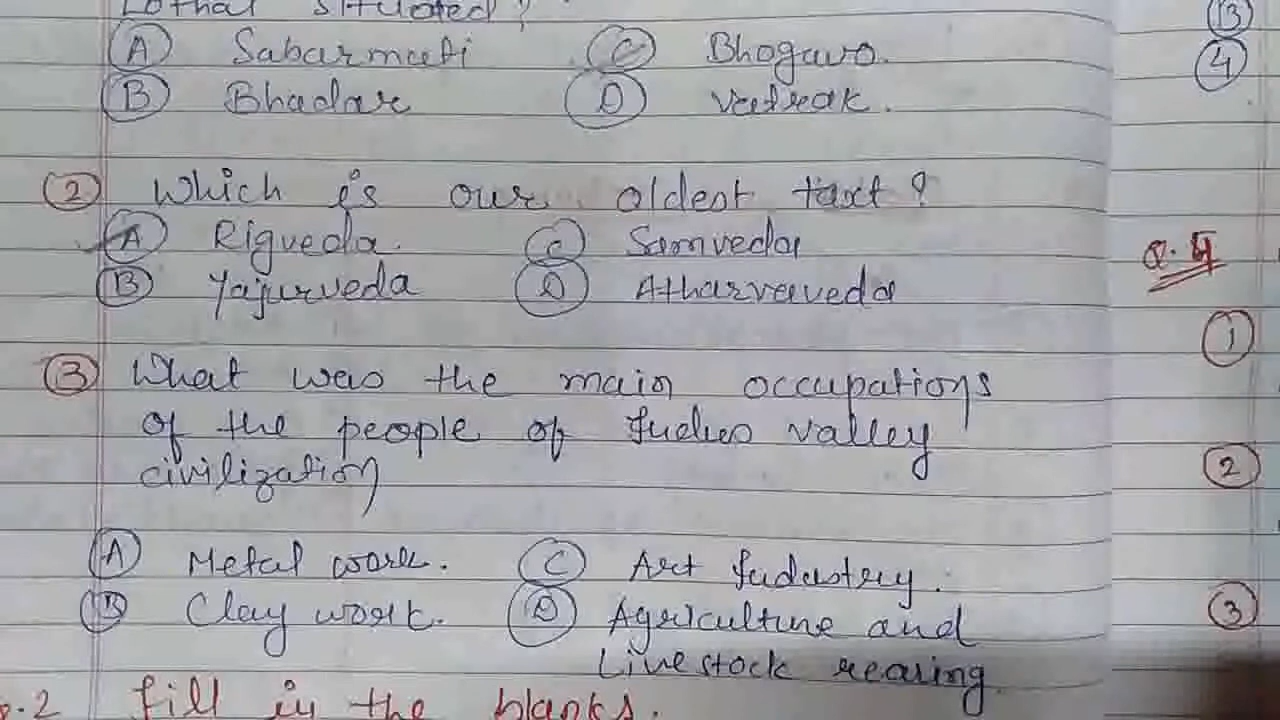 Lothal situated?
(A) Sabarmati (C) Bhogavo.
(B) Bhadar (D) Vatrak.
(2) Which is our oldest taxt?
(A) Rigveda. (C) Samveda
(B) Yajurveda (D) Atharvaveda
(3) What was the main occupations
of the people of Indus valley
civilization
(A) Metal work. (C) Art Industry.
(B) Clay work. (D) Agriculture and
Livestock rearing
.2 fill in the blanks.
(3)
(4)
Q.4
(1)
(2)
(3)